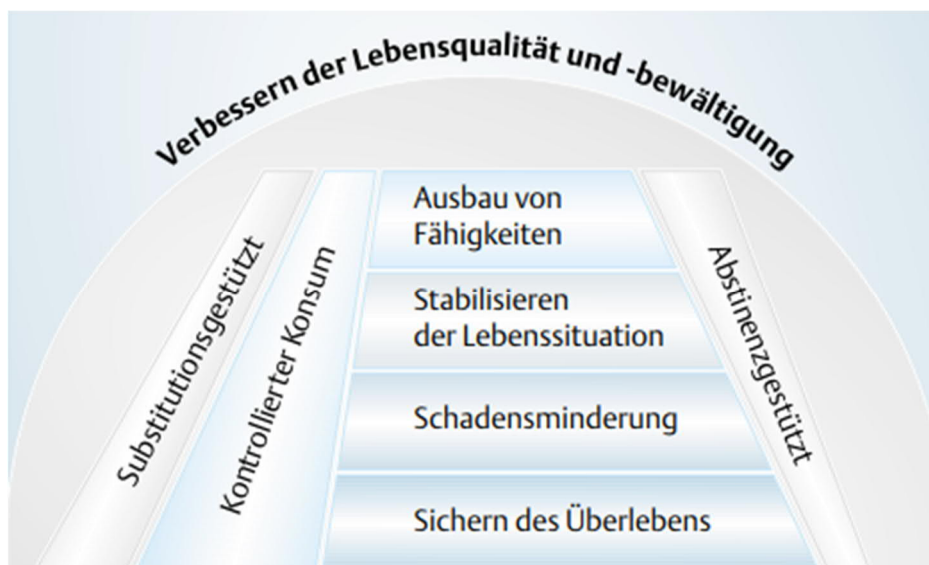 Verbessern der Lebensqualität und -bewältigung
Substitutionsgestützt
Kontrollierter Konsum
Ausbau von
Fähigkeiten
Stabilisieren
der Lebenssituation
Schadensminderung
Sichern des Überlebens
Abstinenzgestützt